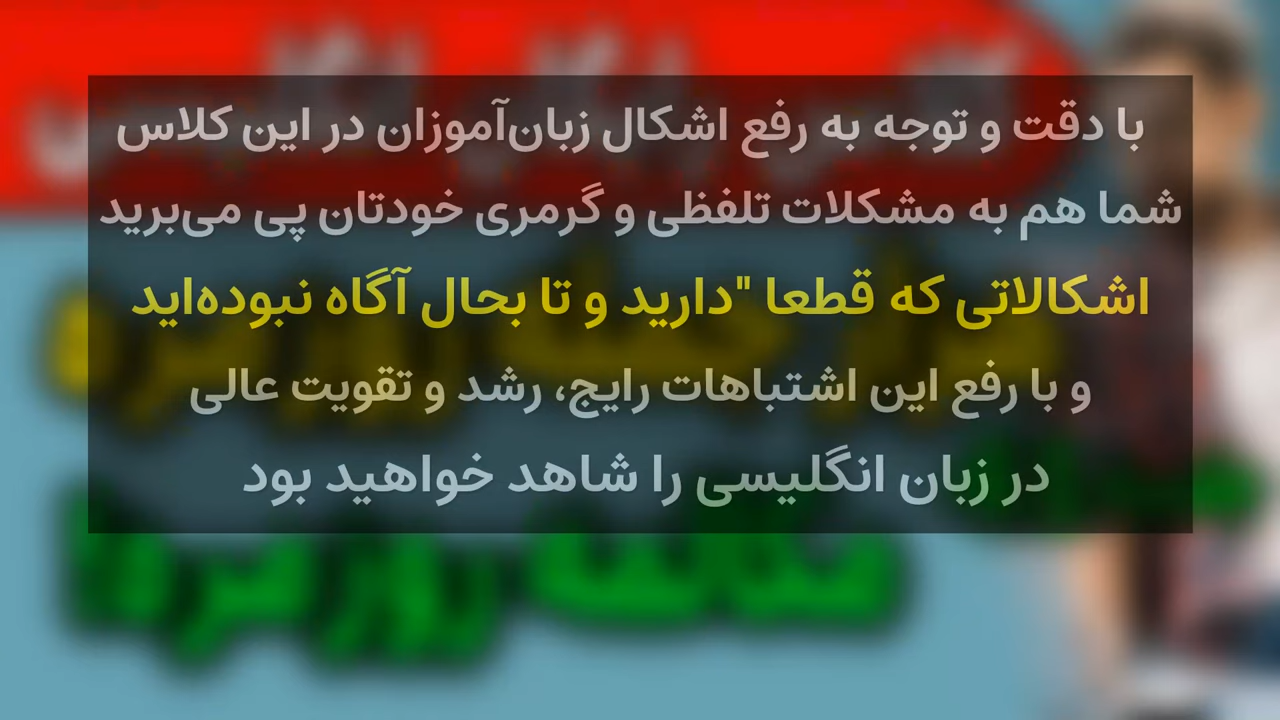 با دقت و توجه به رفع اشکال زبان‌آموزان در این کلاس
شما هم به مشکلات تلفظی و گرمری خودتان پی می‌برید
اشکالاتی که قطعا "دارید و تا بحال آگاه نبوده‌اید
و با رفع این اشتباهات رایج، رشد و تقویت عالی
در زبان انگلیسی را شاهد خواهید بود